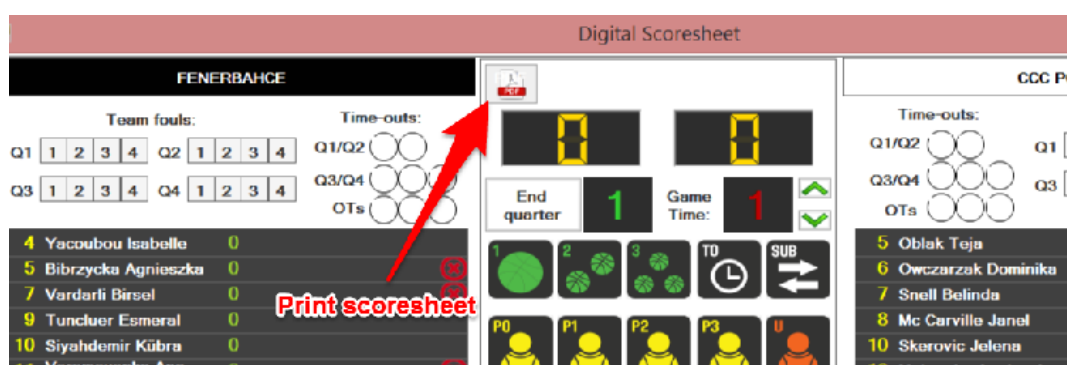 Digital Scoresheet
FENERBAHCE
Team fouls:
Time-outs:
Q1 1 2 3 4 Q2 1 2 3 4
Q1/Q2
Q3 1 2 3 4 Q4 1 2 3 4
Q3/Q4
OTs
4 Yacoubou Isabelle 0
5 Bibrzycka Agnieszka 0
7 Vardarli Birsel 0
9 Tuncluer Esmeral 0
10 Siyahdemir Kübra 0
Print scoresheet
PDF
0 0
End
quarter
1
Game
Time:
1
1 2 3 TO SUB
P0 P1 P2 P3 U
CCC
Time-outs:
Q1/Q2
Q1
Q3/Q4
Q3
OTs
5 Oblak Teja
6 Owczarzak Dominika
7 Snell Belinda
8 Mc Carville Janel
10 Skerovic Jelena